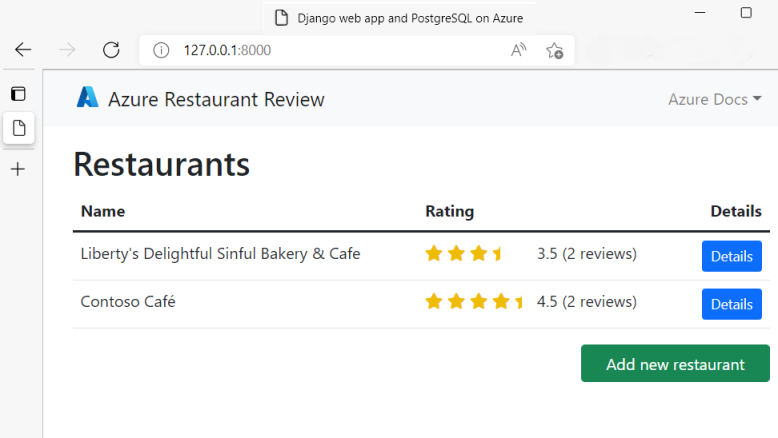 Django web app and PostgreSQL on Azure
127.0.0.1:8000
Azure Restaurant Review
Azure Docs
Restaurants
Name Rating Details
Liberty's Delightful Sinful Bakery & Cafe 3.5 (2 reviews) Details
Contoso Café 4.5 (2 reviews) Details
Add new restaurant